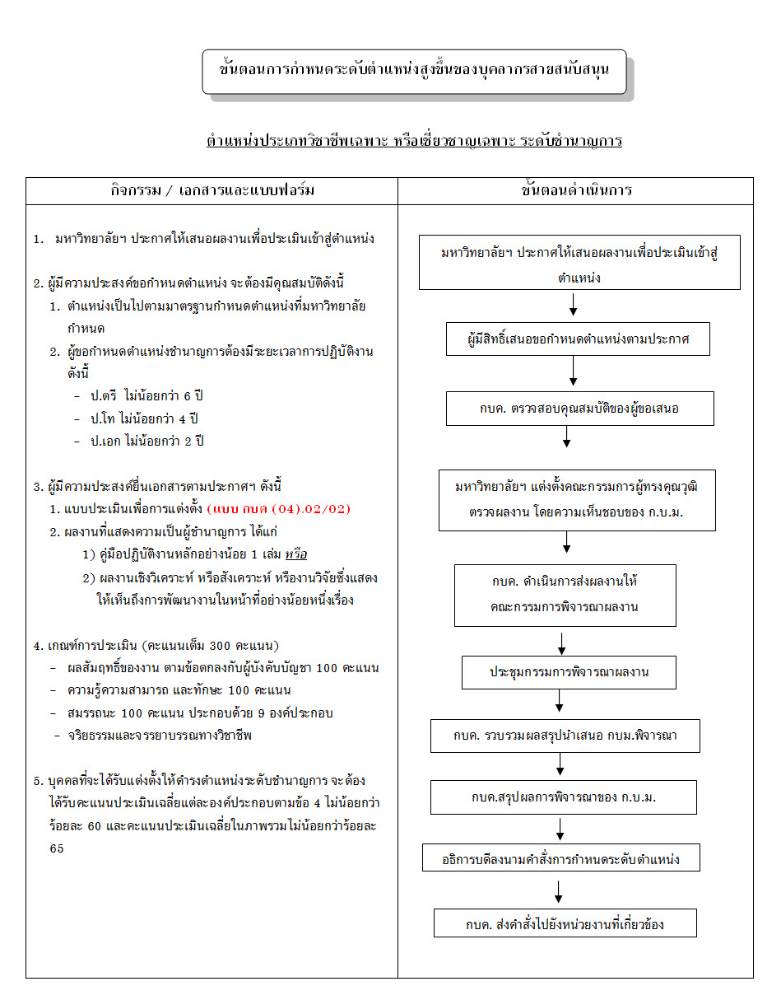 ขั้นตอนการกำหนดระดับตำแหน่งสูงขึ้นของบุคลากรสายสนับสนุน
ตำแหน่งประเภทวิชาชีพเฉพาะ หรือเชี่ยวชาญเฉพาะ ระดับชำนาญการ
กิจกรรม / เอกสารและแบบฟอร์ม
1. มหาวิทยาลัยฯ ประกาศให้เสนอผลงานเพื่อประเมินเข้าสู่ตำแหน่ง
2. ผู้มีความประสงค์ขอกำหนดตำแหน่ง จะต้องมีคุณสมบัติดังนี้
1. ตำแหน่งเป็นไปตามมาตรฐานกำหนดตำแหน่งที่มหาวิทยาลัย
กำหนด
2. ผู้ขอกำหนดตำแหน่งชำนาญการต้องมีระยะเวลาการปฏิบัติงาน
ดังนี้
- ป.ตรี ไม่น้อยกว่า 6 ปี
- ป.โท ไม่น้อยกว่า 4 ปี
- ป.เอก ไม่น้อยกว่า 2 ปี
3. ผู้มีความประสงค์ยื่นเอกสารตามประกาศฯ ดังนี้
1. แบบประเมินเพื่อการแต่งตั้ง (แบบ กบค (04).02/02)
2. ผลงานที่แสดงความเป็นผู้ชำนาญการ ได้แก่
1) คู่มือปฏิบัติงานหลักอย่างน้อย 1 เล่ม หรือ
2) ผลงานเชิงวิเคราะห์ หรือสังเคราะห์ หรืองานวิจัยซึ่งแสดง
ให้เห็นถึงการพัฒนางานในหน้าที่อย่างน้อยหนึ่งเรื่อง
4. เกณฑ์การประเมิน (คะแนนเต็ม 300 คะแนน)
- ผลสัมฤทธิ์ของงาน ตามข้อตกลงกับผู้บังคับบัญชา 100 คะแนน
- ความรู้ความสามารถ และทักษะ 100 คะแนน
- สมรรถนะ 100 คะแนน ประกอบด้วย 9 องค์ประกอบ
- จริยธรรมและจรรยาบรรณทางวิชาชีพ
5. บุคคลที่จะได้รับแต่งตั้งให้ดำรงตำแหน่งระดับชำนาญการ จะต้อง
ได้รับคะแนนประเมินเฉลี่ยแต่ละองค์ประกอบตามข้อ 4 ไม่น้อยกว่า
ร้อยละ 60 และคะแนนประเมินเฉลี่ยในภาพรวมไม่น้อยกว่าร้อยละ
65
ขั้นตอนดำเนินการ
มหาวิทยาลัยฯ ประกาศให้เสนอผลงานเพื่อประเมินเข้าสู่
ตำแหน่ง
ผู้มีสิทธิ์เสนอขอกำหนดตำแหน่งตามประกาศ
กบค. ตรวจสอบคุณสมบัติของผู้ขอเสนอ
มหาวิทยาลัยฯ แต่งตั้งคณะกรรมการผู้ทรงคุณวุฒิ
ตรวจผลงาน โดยความเห็นชอบของ ก.บ.ม.
กบค. ดำเนินการส่งผลงานให้
คณะกรรมการพิจารณาผลงาน
ประชุมกรรมการพิจารณาผลงาน
กบค. รวบรวมผลสรุปนำเสนอ กบม.พิจารณา
กบค.สรุปผลการพิจารณาของ ก.บ.ม.
อธิการบดีลงนามคำสั่งการกำหนดระดับตำแหน่ง
กบค. ส่งคำสั่งไปยังหน่วยงานที่เกี่ยวข้อง